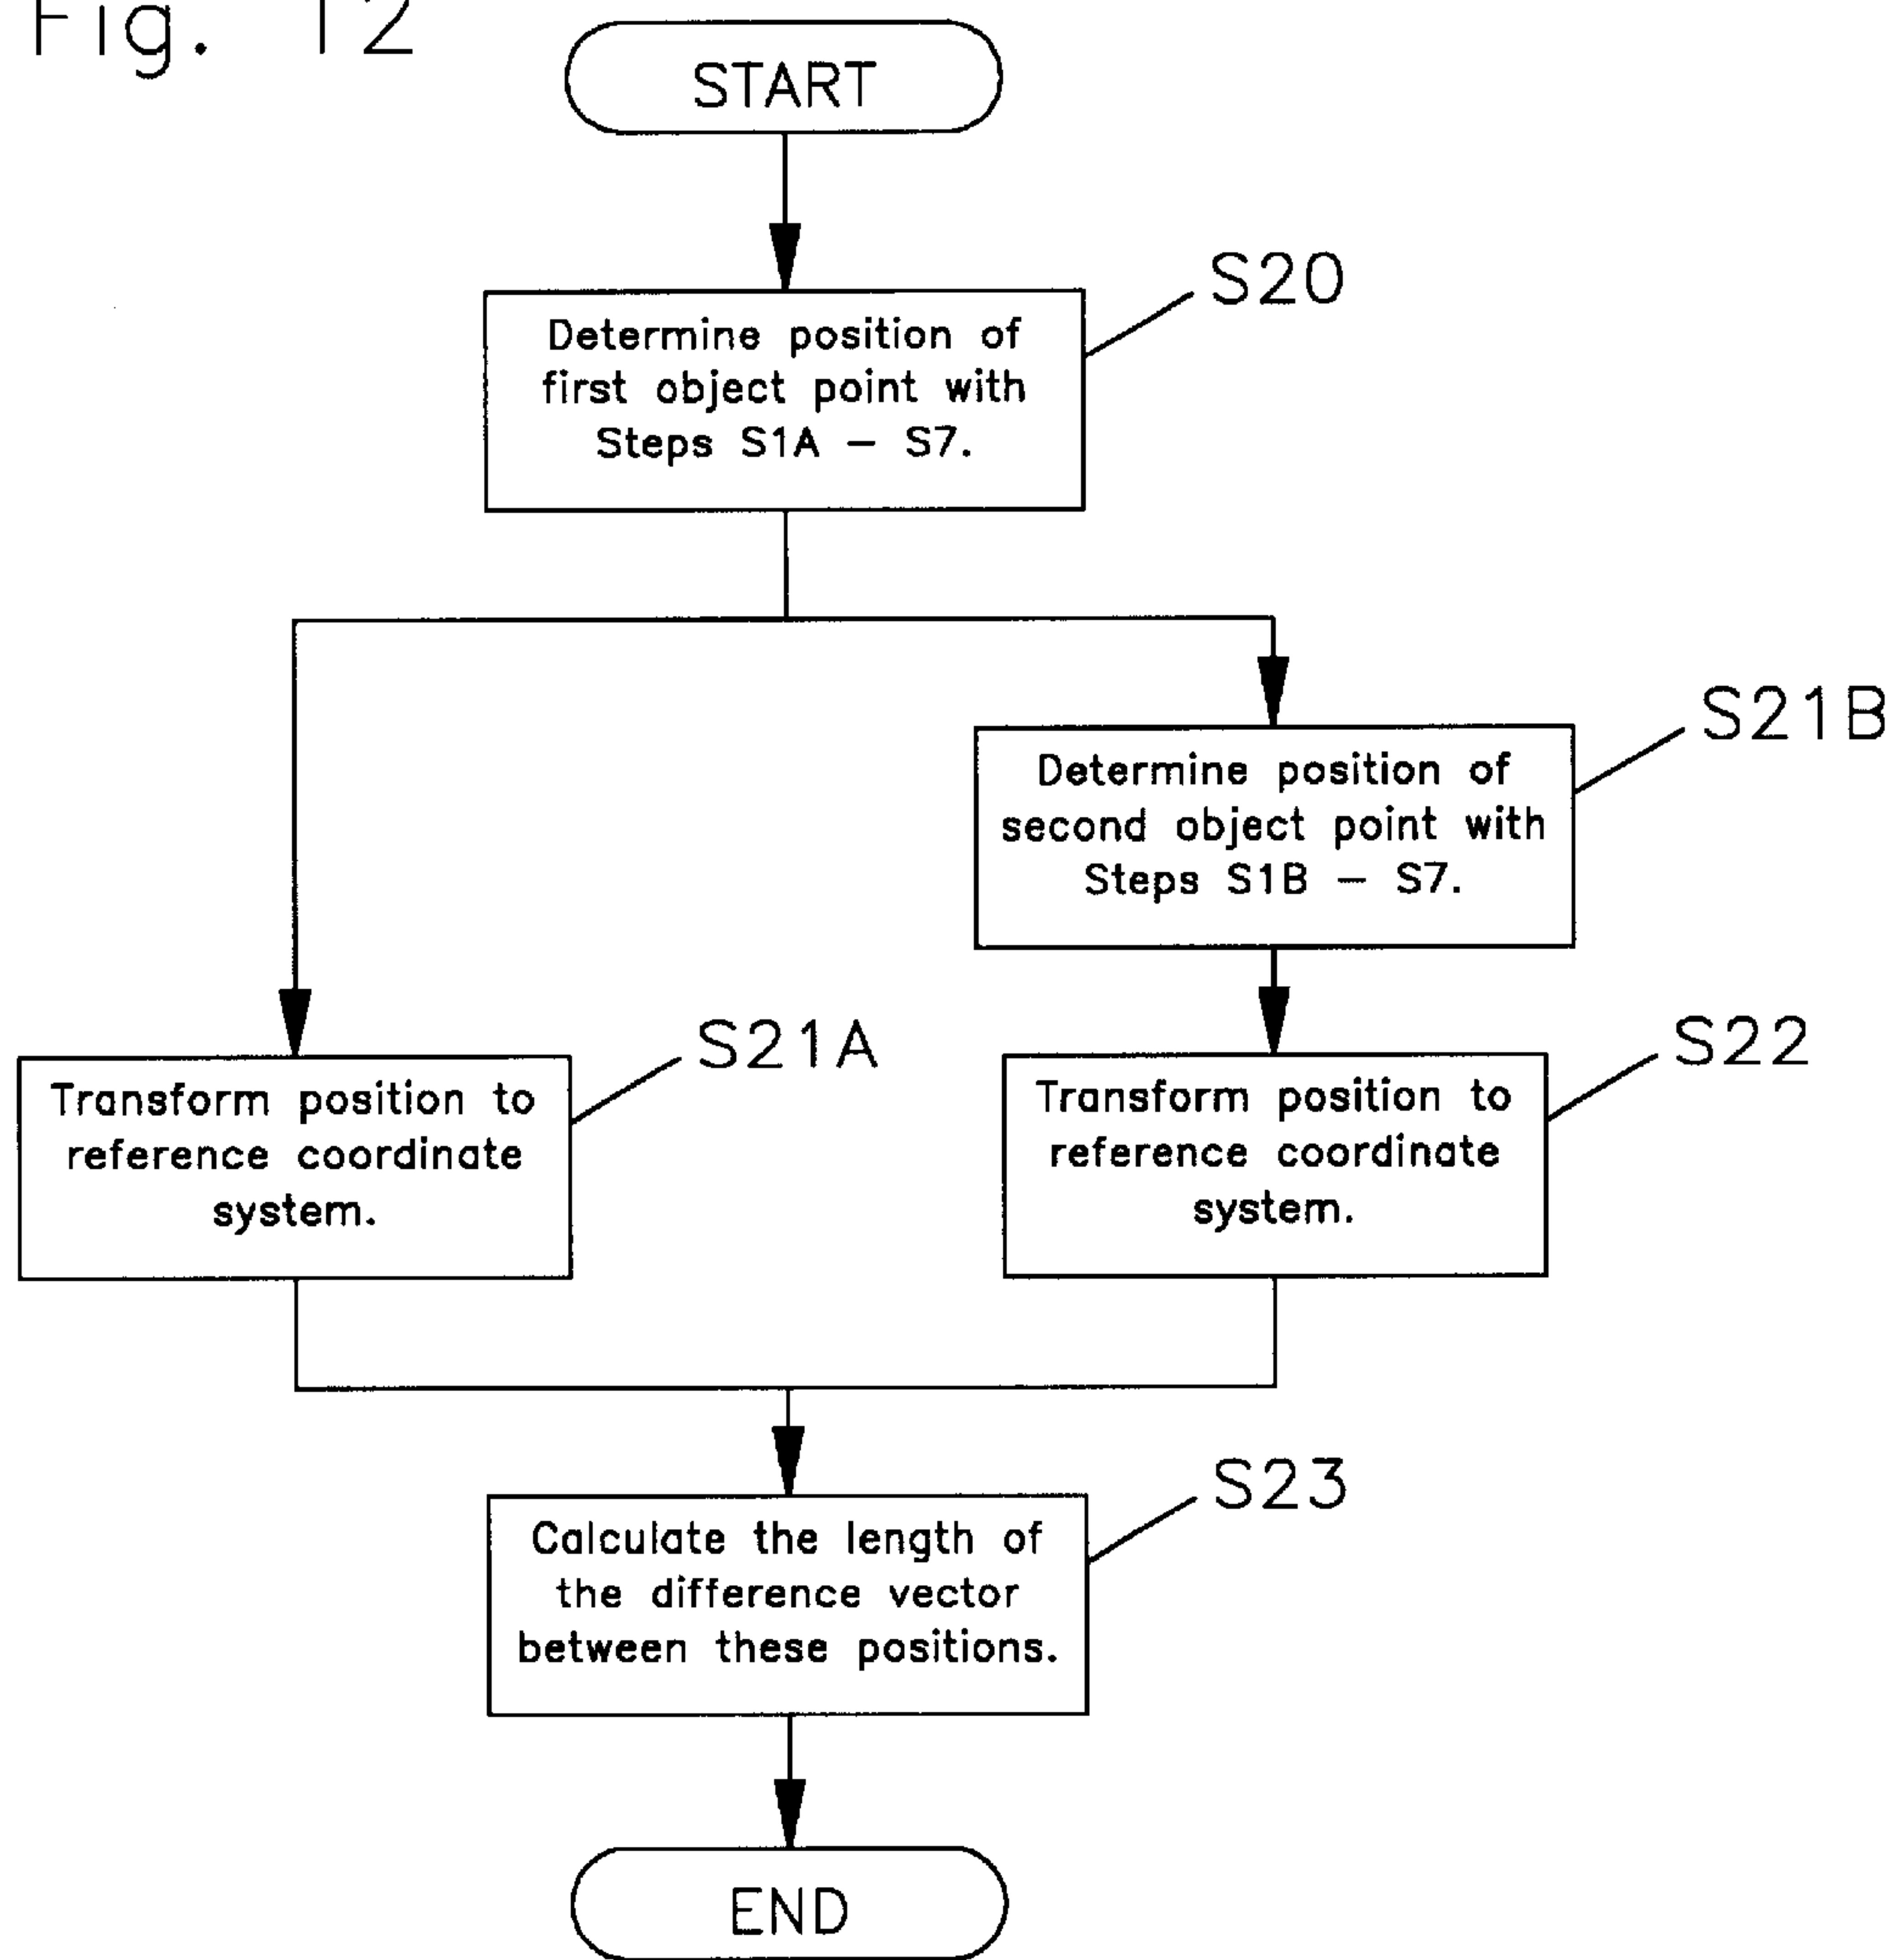 Fig. 12
START
S20
Determine position of
first object point with
Steps S1A – S7.
S21B
Determine position of
second object point with
Steps S1B – S7.
S21A
Transform position to
reference coordinate
system.
S22
Transform position to
reference coordinate
system.
S23
Calculate the length of
the difference vector
between these positions.
END